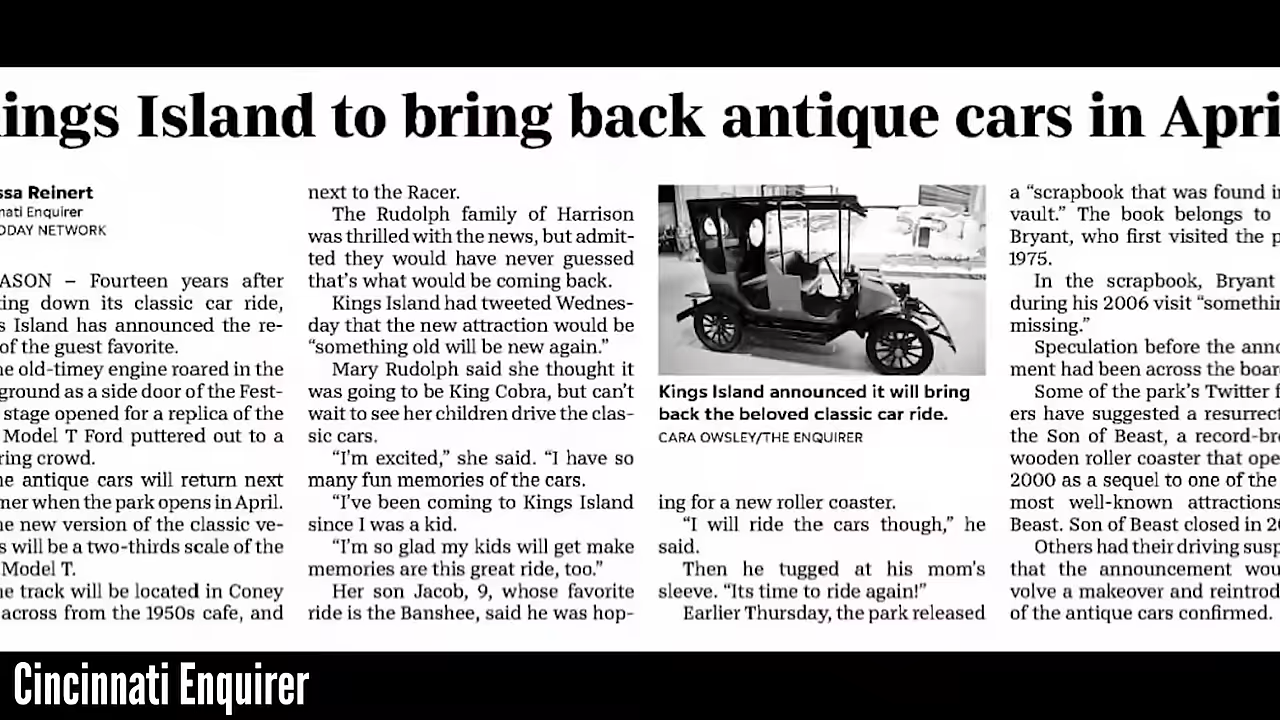 ings Island to bring back antique cars in Apri
ssa Reinert
nati Enquirer
ODAY NETWORK
ASON – Fourteen years after
ing down its classic car ride,
s Island has announced the re-
of the guest favorite.
e old-timey engine roared in the
ground as a side door of the Fest-
stage opened for a replica of the
Model T Ford puttered out to a
ring crowd.
e antique cars will return next
mer when the park opens in April.
e new version of the classic ve-
s will be a two-thirds scale of the
Model T.
e track will be located in Coney
across from the 1950s cafe, and
next to the Racer.
The Rudolph family of Harrison
was thrilled with the news, but admit-
ted they would have never guessed
that's what would be coming back.
Kings Island had tweeted Wednes-
day that the new attraction would be
“something old will be new again.”
Mary Rudolph said she thought it
was going to be King Cobra, but can't
wait to see her children drive the clas-
sic cars.
“I'm excited,” she said. “I have so
many fun memories of the cars.
“I've been coming to Kings Island
since I was a kid.
“I'm so glad my kids will get make
memories are this great ride, too.”
Her son Jacob, 9, whose favorite
ride is the Banshee, said he was hop-
Kings Island announced it will bring
back the beloved classic car ride.
CARA OWSLEY/THE ENQUIRER
ing for a new roller coaster.
“I will ride the cars though,” he
said.
Then he tugged at his mom's
sleeve. “Its time to ride again!”
Earlier Thursday, the park released
a “scrapbook that was found i
vault.” The book belongs to
Bryant, who first visited the p
1975.
In the scrapbook, Bryant
during his 2006 visit “somethi
missing.”
Speculation before the anno
ment had been across the boar
Some of the park's Twitter f
ers have suggested a resurrect
the Son of Beast, a record-bre
wooden roller coaster that ope
2000 as a sequel to one of the
most well-known attractions
Beast. Son of Beast closed in 20
Others had their driving susp
that the announcement wou
volve a makeover and reintrod
of the antique cars confirmed.
Cincinnati Enquirer